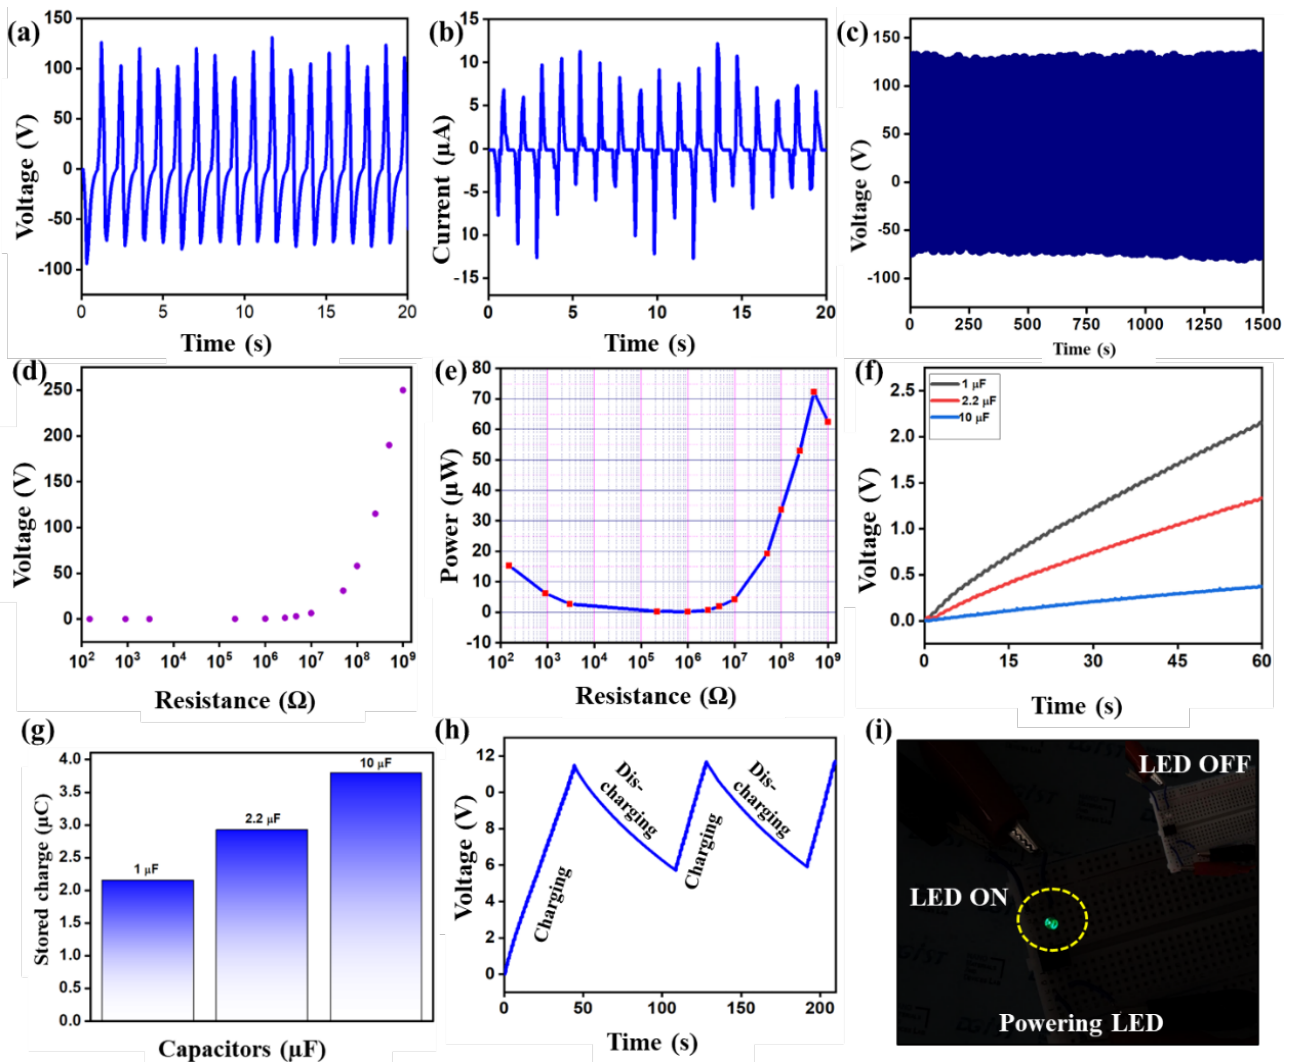 (a)
150
100
50
0
-50
-100
0
5
10
15
20
Voltage (V)
Time (s)
(b)
15
10
5
0
-5
10
-15
0
5
10
15
20
Current (µA)
Time (s)
(c)
150
100
50
0
-50
-100
0
250
500
750
1000
1250
1500
Voltage (V)
Time (s)
(d)
250
200
150
100
50
0
10²
10³
10⁴
10⁵
10⁶
10⁷
10⁸
10⁹
Voltage (V)
Resistance (Ω)
(e)
80
70
60
50
40
30
20
10
0
-10
10²
10³
10⁴
10⁵
10⁶
10⁷
10⁸
10⁹
Power (µW)
Resistance (Ω)
(f)
1 µF
2.2 µF
10 µF
2.5
2.0
1.5
1.0
0.5
0.0
0
15
30
45
60
Voltage (V)
Time (s)
(g)
4.0
3.5
3.0
2.5
2.0
1.5
1.0
0.5
0.0
1 µF
2.2 µF
10 µF
Stored charge (µC)
Capacitors (µF)
(h)
12
0
8
6
4
2
0
0
50
100
150
200
Charging
Dis-
charging
Charging
Dis-
charging
Voltage (V)
Time (s)
(i)
LED OFF
LED ON
Powering LED